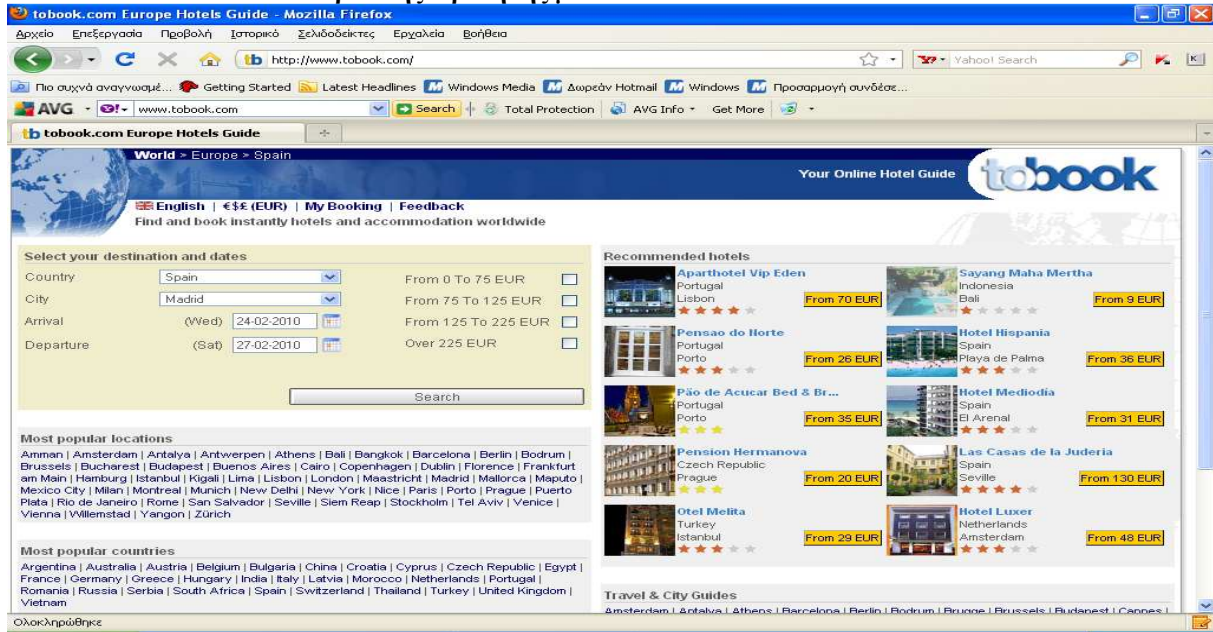 tobook.com Europe Hotels Guide - Mozilla Firefox
Αρχείο Επεξεργασία Προβολή Ιστορικό Σελιδοδείκτες Εργαλεία Βοήθεια
http://www.tobook.com/
Yahoo! Search
Πιο συχνά αναγνωσμέ... Getting Started Latest Headlines Windows Media Δωρεάν Hotmail Windows Προσαρμογή συνδέσε...
AVG www.tobook.com Search Total Protection AVG Info Get More
tobook.com Europe Hotels Guide
World > Europe > Spain
Your Online Hotel Guide tobook
English | €$£ (EUR) | My Booking | Feedback
Find and book instantly hotels and accommodation worldwide
Select your destination and dates
Country Spain From 0 To 75 EUR
City Madrid From 75 To 125 EUR
Arrival (Wed) 24-02-2010 From 125 To 225 EUR
Departure (Sat) 27-02-2010 Over 225 EUR
Search
Most popular locations
Amman | Amsterdam | Antalya | Antwerpen | Athens | Bali | Bangkok | Barcelona | Berlin | Bodrum |
Brussels | Bucharest | Budapest | Buenos Aires | Cairo | Copenhagen | Dublin | Florence | Frankfurt
am Main | Hamburg | Istanbul | Kigali | Lima | Lisbon | London | Maastricht | Madrid | Mallorca | Maputo |
Mexico City | Milan | Montreal | Munich | New Delhi | New York | Nice | Paris | Porto | Prague | Puerto
Plata | Rio de Janeiro | Rome | San Salvador | Seville | Siem Reap | Stockholm | Tel Aviv | Venice |
Vienna | Willemstad | Yangon | Zürich
Most popular countries
Argentina | Australia | Austria | Belgium | Bulgaria | China | Croatia | Cyprus | Czech Republic | Egypt |
France | Germany | Greece | Hungary | India | Italy | Latvia | Morocco | Netherlands | Portugal |
Romania | Russia | Serbia | South Africa | Spain | Switzerland | Thailand | Turkey | United Kingdom |
Vietnam
Recommended hotels
Aparthotel Vip Eden
Portugal
Lisbon From 70 EUR
Sayang Maha Mertha
Indonesia
Bali From 9 EUR
Pensao do Norte
Portugal
Porto From 26 EUR
Hotel Hispania
Spain
Playa de Palma From 36 EUR
Päo de Acucar Bed & Br...
Portugal
Porto From 35 EUR
Hotel Mediodía
Spain
El Arenal From 31 EUR
Pension Hermanova
Czech Republic
Prague From 20 EUR
Las Casas de la Juderia
Spain
Seville From 130 EUR
Otel Melita
Turkey
Istanbul From 29 EUR
Hotel Luxer
Netherlands
Amsterdam From 48 EUR
Travel & City Guides
Amsterdam | Antalya | Athens | Barcelona | Berlin | Bodrum | Brugge | Brussels | Budapest | Cannes |
Ολοκληρώθηκε